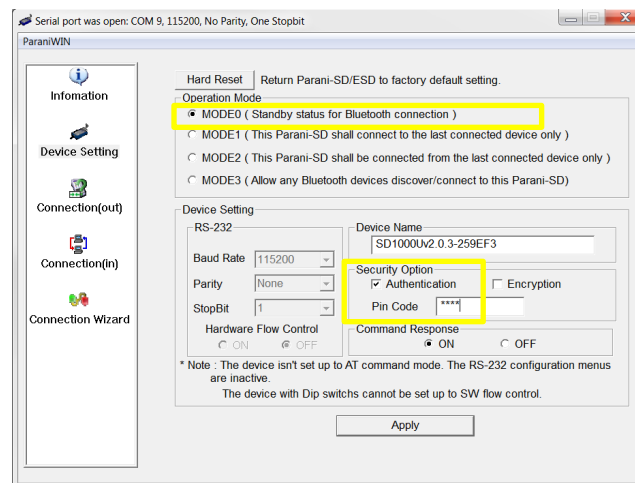 Serial port was open: COM 9, 115200, No Parity, One Stopbit
ParaniWIN
Infomation
Device Setting
Connection(out)
Connection(in)
Connection Wizard
Hard Reset Return Parani-SD/ESD to factory default setting.
Operation Mode
MODE0 ( Standby status for Bluetooth connection )
MODE1 ( This Parani-SD shall connect to the last connected device only )
MODE2 ( This Parani-SD shall be connected from the last connected device only )
MODE3 ( Allow any Bluetooth devices discover/connect to this Parani-SD)
Device Setting
RS-232
Baud Rate 115200
Parity None
StopBit 1
Hardware Flow Control
ON OFF
Device Name
SD1000Uv2.0.3-259EF3
Security Option
Authentication Encryption
Pin Code ****
Command Response
ON OFF
* Note : The device isn't set up to AT command mode. The RS-232 configuration menus
are inactive.
The device with Dip switchs cannot be set up to SW flow control.
Apply